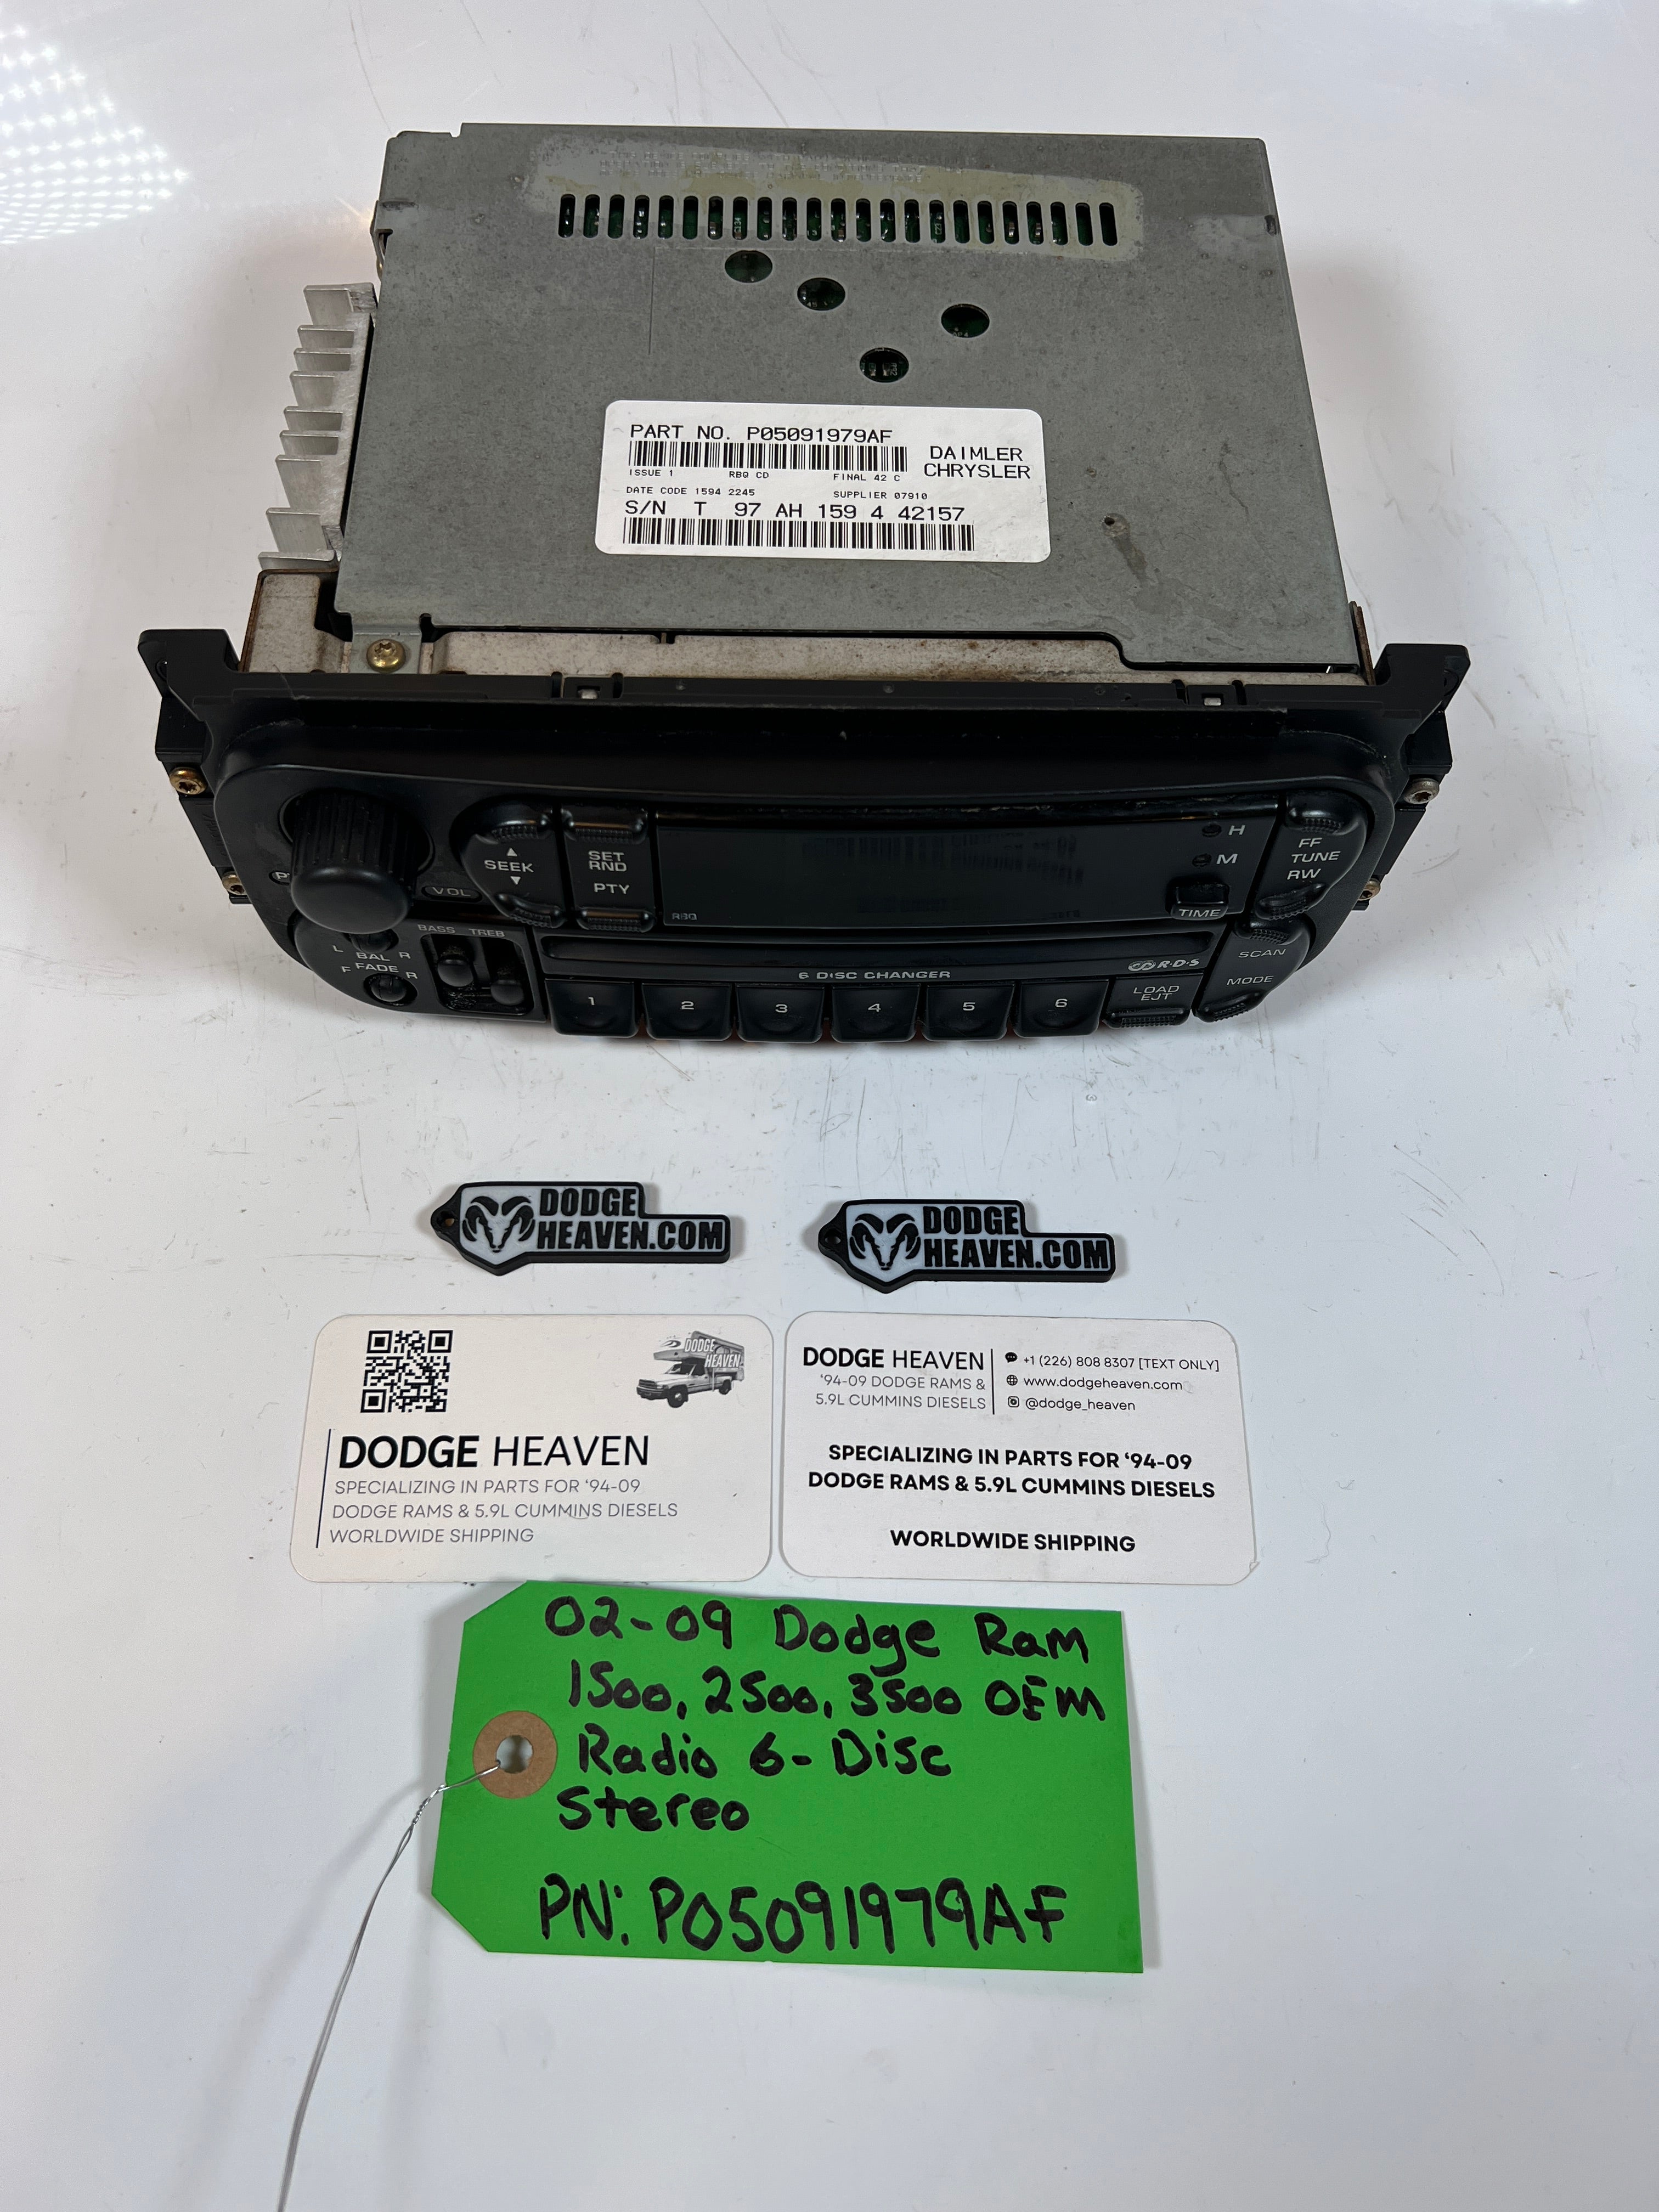 PART NO. P05091979AF
DAIMLER
CHRYSLER
ISSUE 1 RBQ CD FINAL 42 C
DATE CODE 1594 2245 SUPPLIER 07910
S/N T 97 AH 159 4 42157
VOL
SEEK
SET
RND
PTY
RBQ
H
M
TIME
FF
TUNE
RW
BASS TREB
L BAL R
F FADE R
6 DISC CHANGER
R·D·S
SCAN
MODE
1 2 3 4 5 6
LOAD
EJT
DODGE
HEAVEN.COM
DODGE
HEAVEN.COM
DODGE
HEAVEN
DODGE HEAVEN
SPECIALIZING IN PARTS FOR ‘94-09
DODGE RAMS & 5.9L CUMMINS DIESELS
WORLDWIDE SHIPPING
DODGE HEAVEN
‘94-09 DODGE RAMS &
5.9L CUMMINS DIESELS
+1 (226) 808 8307 [TEXT ONLY]
www.dodgeheaven.com
@dodge_heaven
SPECIALIZING IN PARTS FOR ‘94-09
DODGE RAMS & 5.9L CUMMINS DIESELS
WORLDWIDE SHIPPING
02-09 Dodge Ram
1500, 2500, 3500 OEM
Radio 6-Disc
Stereo
PN: P05091979AF